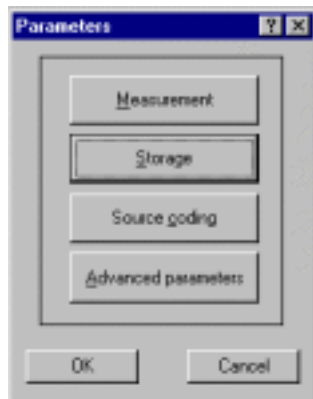 Parameters ? X
Measurement
Storage
Source coding
Advanced parameters
OK Cancel